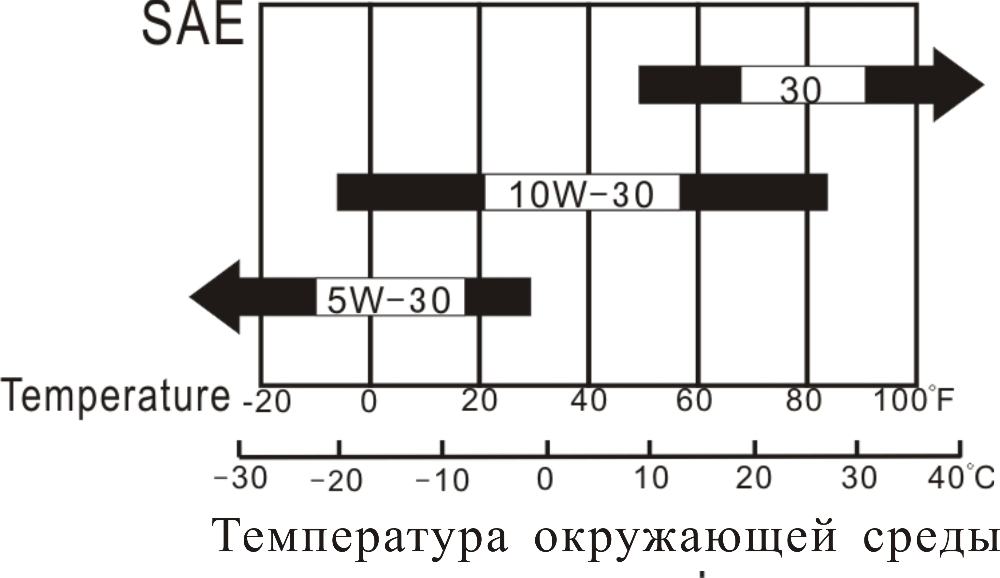 SAE
30
10W−30
5W−30
Temperature -20 0 20 40 60 80 100°F
−30 −20 −10 0 10 20 30 40°C
Температура окружающей среды